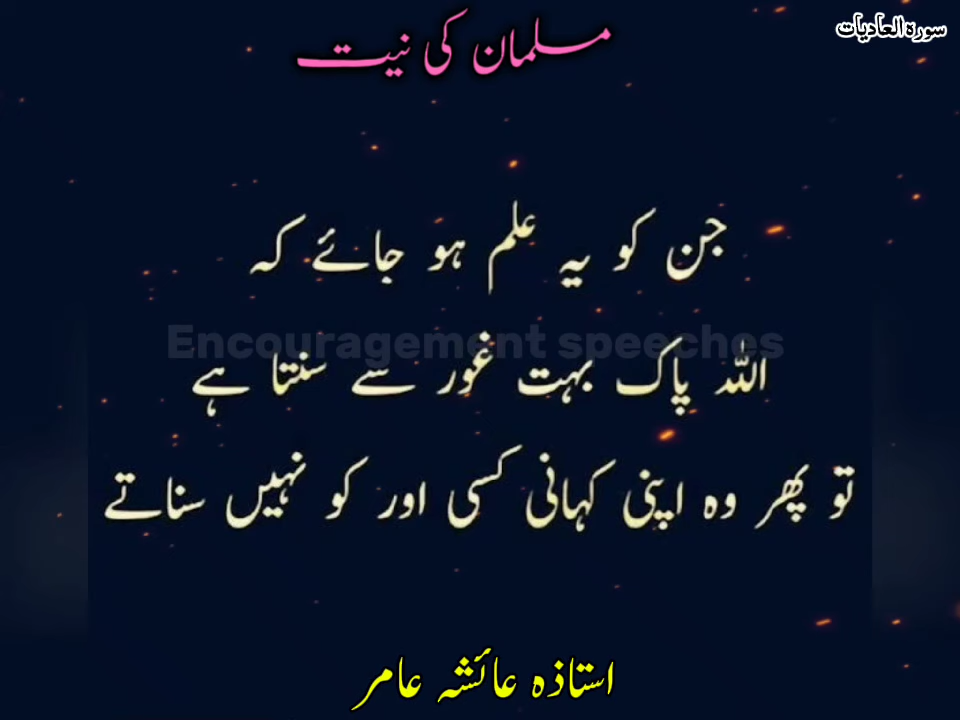 سورہ العادیات
مسلمان کی نیت
جن کو یہ علم ہو جائے کہ
Encouragement speeches
اللہ پاک بہت غور سے سنتا ہے
تو پھر وہ اپنی کہانی کسی اور کو نہیں سناتے
استاذہ عائشہ عامر